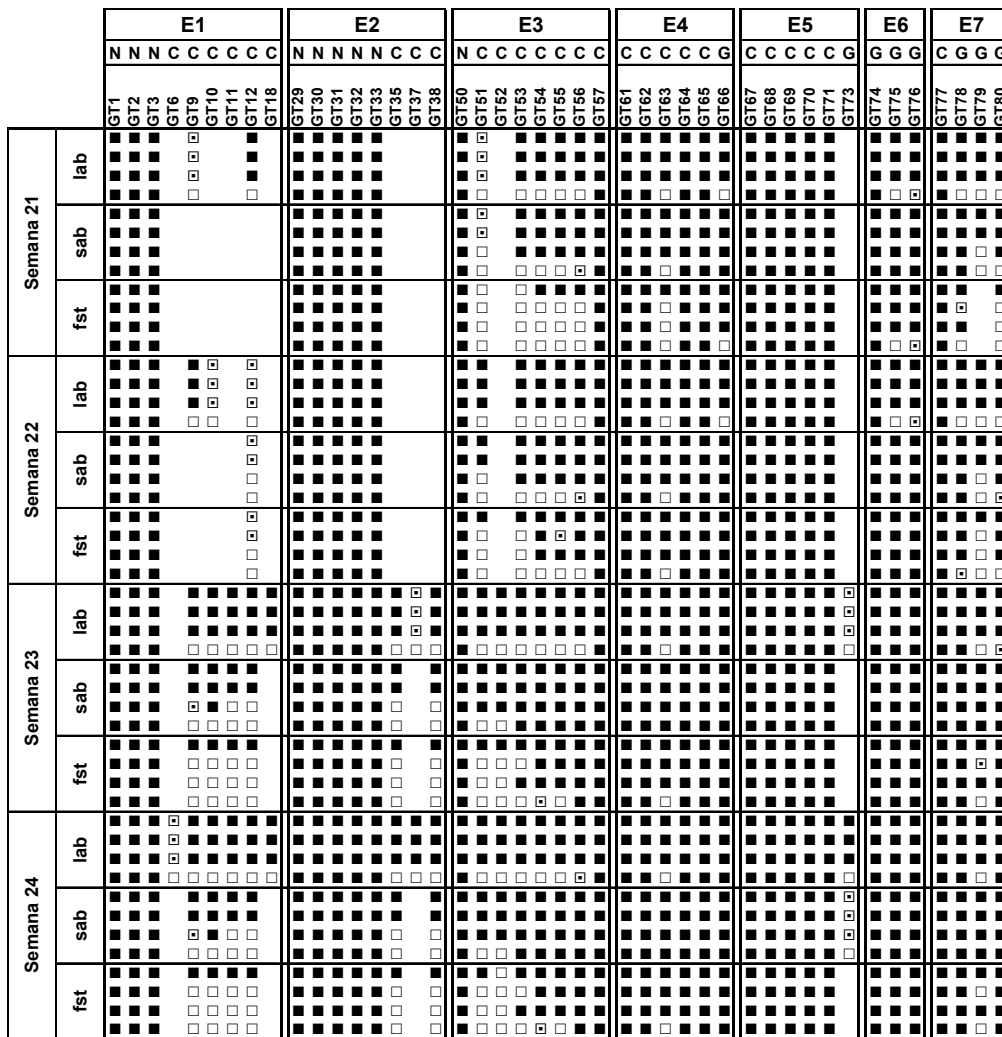 E1 E2 E3 E4 E5 E6 E7
N N N C C C C C C N N N N N C C C N C C C C C C C C C C C C G C C C C C G G G G C G G G
GT1 GT2 GT3 GT6 GT9 GT10 GT11 GT12 GT18 GT29 GT30 GT31 GT32 GT33 GT35 GT37 GT38 GT50 GT51 GT52 GT53 GT54 GT55 GT56 GT57 GT61 GT62 GT63 GT64 GT65 GT66 GT67 GT68 GT69 GT70 GT71 GT73 GT74 GT75 GT76 GT77 GT78 GT79 GT80
Semana 21
lab
sab
fst
Semana 22
lab
sab
fst
Semana 23
lab
sab
fst
Semana 24
lab
sab
fst